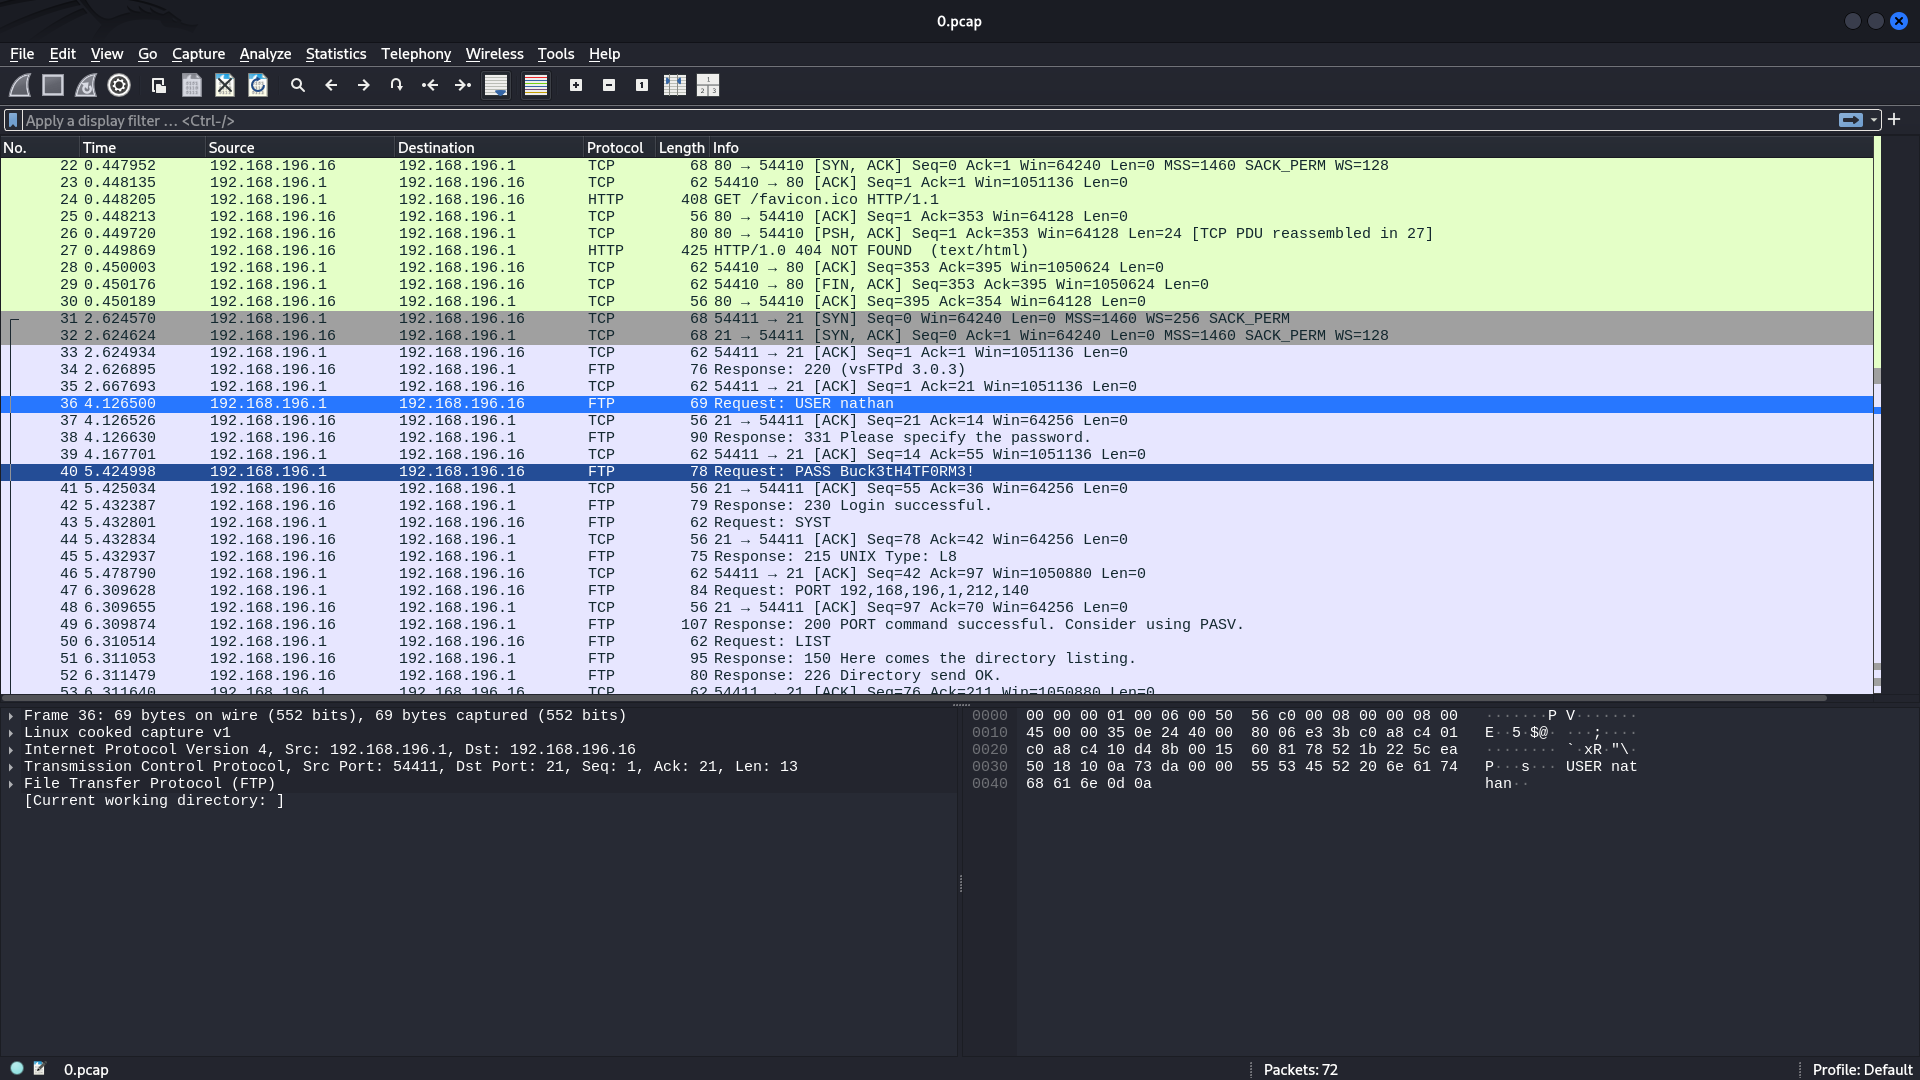 0.pcap
File Edit View Go Capture Analyze Statistics Telephony Wireless Tools Help
Apply a display filter … <Ctrl-/>
No. Time Source Destination Protocol Length Info
22 0.447952 192.168.196.16 192.168.196.1 TCP 68 80 → 54410 [SYN, ACK] Seq=0 Ack=1 Win=64240 Len=0 MSS=1460 SACK_PERM WS=128
23 0.448135 192.168.196.1 192.168.196.16 TCP 62 54410 → 80 [ACK] Seq=1 Ack=1 Win=1051136 Len=0
24 0.448205 192.168.196.1 192.168.196.16 HTTP 408 GET /favicon.ico HTTP/1.1
25 0.448213 192.168.196.16 192.168.196.1 TCP 56 80 → 54410 [ACK] Seq=1 Ack=353 Win=64128 Len=0
26 0.449720 192.168.196.16 192.168.196.1 TCP 80 80 → 54410 [PSH, ACK] Seq=1 Ack=353 Win=64128 Len=24 [TCP PDU reassembled in 27]
27 0.449869 192.168.196.16 192.168.196.1 HTTP 425 HTTP/1.0 404 NOT FOUND  (text/html)
28 0.450003 192.168.196.1 192.168.196.16 TCP 62 54410 → 80 [ACK] Seq=353 Ack=395 Win=1050624 Len=0
29 0.450176 192.168.196.1 192.168.196.16 TCP 62 54410 → 80 [FIN, ACK] Seq=353 Ack=395 Win=1050624 Len=0
30 0.450189 192.168.196.16 192.168.196.1 TCP 56 80 → 54410 [ACK] Seq=395 Ack=354 Win=64128 Len=0
31 2.624570 192.168.196.1 192.168.196.16 TCP 68 54411 → 21 [SYN] Seq=0 Win=64240 Len=0 MSS=1460 WS=256 SACK_PERM
32 2.624624 192.168.196.16 192.168.196.1 TCP 68 21 → 54411 [SYN, ACK] Seq=0 Ack=1 Win=64240 Len=0 MSS=1460 SACK_PERM WS=128
33 2.624934 192.168.196.1 192.168.196.16 TCP 62 54411 → 21 [ACK] Seq=1 Ack=1 Win=1051136 Len=0
34 2.626895 192.168.196.16 192.168.196.1 FTP 76 Response: 220 (vsFTPd 3.0.3)
35 2.667693 192.168.196.1 192.168.196.16 TCP 62 54411 → 21 [ACK] Seq=1 Ack=21 Win=1051136 Len=0
36 4.126500 192.168.196.1 192.168.196.16 FTP 69 Request: USER nathan
37 4.126526 192.168.196.16 192.168.196.1 TCP 56 21 → 54411 [ACK] Seq=21 Ack=14 Win=64256 Len=0
38 4.126630 192.168.196.16 192.168.196.1 FTP 90 Response: 331 Please specify the password.
39 4.167701 192.168.196.1 192.168.196.16 TCP 62 54411 → 21 [ACK] Seq=14 Ack=55 Win=1051136 Len=0
40 5.424998 192.168.196.1 192.168.196.16 FTP 78 Request: PASS Buck3tH4TF0RM3!
41 5.425034 192.168.196.16 192.168.196.1 TCP 56 21 → 54411 [ACK] Seq=55 Ack=36 Win=64256 Len=0
42 5.432387 192.168.196.16 192.168.196.1 FTP 79 Response: 230 Login successful.
43 5.432801 192.168.196.1 192.168.196.16 FTP 62 Request: SYST
44 5.432834 192.168.196.16 192.168.196.1 TCP 56 21 → 54411 [ACK] Seq=78 Ack=42 Win=64256 Len=0
45 5.432937 192.168.196.16 192.168.196.1 FTP 75 Response: 215 UNIX Type: L8
46 5.478790 192.168.196.1 192.168.196.16 TCP 62 54411 → 21 [ACK] Seq=42 Ack=97 Win=1050880 Len=0
47 6.309628 192.168.196.1 192.168.196.16 FTP 84 Request: PORT 192,168,196,1,212,140
48 6.309655 192.168.196.16 192.168.196.1 TCP 56 21 → 54411 [ACK] Seq=97 Ack=70 Win=64256 Len=0
49 6.309874 192.168.196.16 192.168.196.1 FTP 107 Response: 200 PORT command successful. Consider using PASV.
50 6.310514 192.168.196.1 192.168.196.16 FTP 62 Request: LIST
51 6.311053 192.168.196.16 192.168.196.1 FTP 95 Response: 150 Here comes the directory listing.
52 6.311479 192.168.196.16 192.168.196.1 FTP 80 Response: 226 Directory send OK.
53 6.311640 192.168.196.1 192.168.196.16 TCP 62 54411 → 21 [ACK] Seq=76 Ack=211 Win=1050880 Len=0
Frame 36: 69 bytes on wire (552 bits), 69 bytes captured (552 bits)
Linux cooked capture v1
Internet Protocol Version 4, Src: 192.168.196.1, Dst: 192.168.196.16
Transmission Control Protocol, Src Port: 54411, Dst Port: 21, Seq: 1, Ack: 21, Len: 13
File Transfer Protocol (FTP)
[Current working directory: ]
0000 00 00 00 01 00 06 00 50 56 c0 00 08 00 00 08 00 ·······P V·······
0010 45 00 00 35 0e 24 40 00 80 06 e3 3b c0 a8 c4 01 E··5·$@· ···;····
0020 c0 a8 c4 10 d4 8b 00 15 60 81 78 52 1b 22 5c ea ········ `·xR·"\·
0030 50 18 10 0a 73 da 00 00 55 53 45 52 20 6e 61 74 P···s··· USER nat
0040 68 61 6e 0d 0a han··
0.pcap Packets: 72 Profile: Default